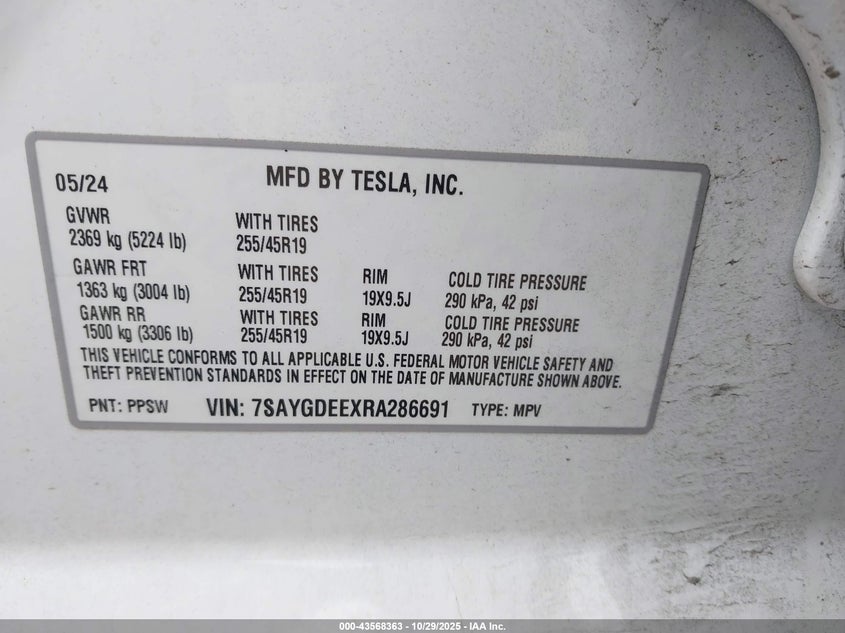 05/24 MFD BY TESLA, INC.
GVWR WITH TIRES
2369 kg (5224 lb) 255/45R19
GAWR FRT WITH TIRES RIM COLD TIRE PRESSURE
1363 kg (3004 lb) 255/45R19 19X9.5J 290 kPa, 42 psi
GAWR RR WITH TIRES RIM COLD TIRE PRESSURE
1500 kg (3306 lb) 255/45R19 19X9.5J 290 kPa, 42 psi
THIS VEHICLE CONFORMS TO ALL APPLICABLE U.S. FEDERAL MOTOR VEHICLE SAFETY AND
THEFT PREVENTION STANDARDS IN EFFECT ON THE DATE OF MANUFACTURE SHOWN ABOVE.
PNT: PPSW VIN: 7SAYGDEEXRA286691 TYPE: MPV
000-43568363 | 10/29/2025 - IAA Inc.